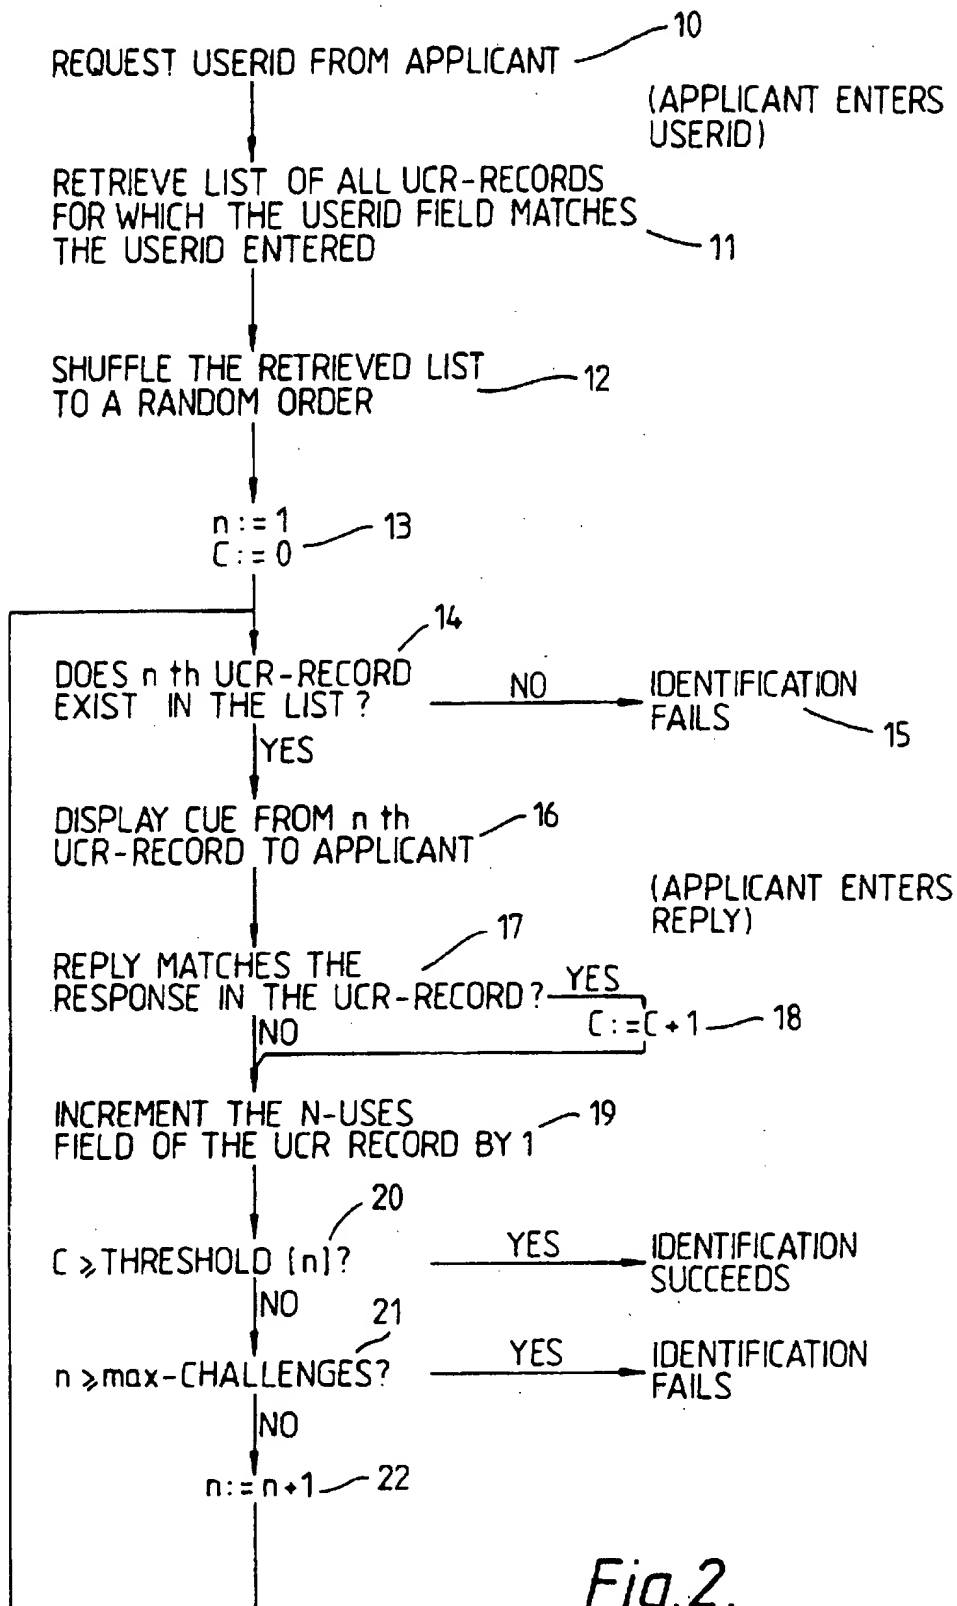 10
REQUEST USERID FROM APPLICANT
(APPLICANT ENTERS
USERID)
RETRIEVE LIST OF ALL UCR-RECORDS
FOR WHICH THE USERID FIELD MATCHES
THE USERID ENTERED
11
SHUFFLE THE RETRIEVED LIST
TO A RANDOM ORDER
12
n:=1
C:=0
13
14
DOES n th UCR-RECORD
EXIST IN THE LIST?
NO
IDENTIFICATION
FAILS
15
YES
DISPLAY CUE FROM n th
UCR-RECORD TO APPLICANT
16
(APPLICANT ENTERS
REPLY)
17
REPLY MATCHES THE
RESPONSE IN THE UCR-RECORD?
YES
C:=C+1
18
NO
INCREMENT THE N-USES
FIELD OF THE UCR RECORD BY 1
19
20
C ⩾ THRESHOLD [n]?
YES
IDENTIFICATION
SUCCEEDS
NO
21
n ⩾ max-CHALLENGES?
YES
IDENTIFICATION
FAILS
NO
n:=n+1
22
Fig.2.